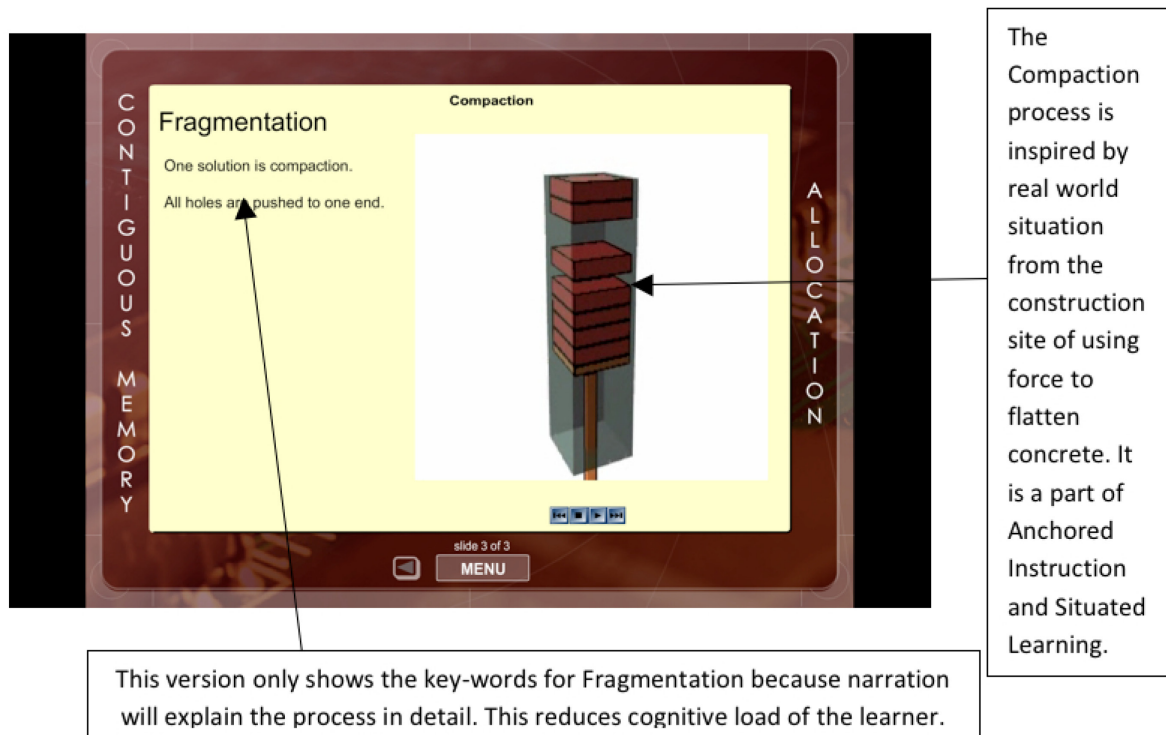 CONTIGUOUS MEMORY
Compaction
Fragmentation
One solution is compaction.
All holes are pushed to one end.
ALLOCATION
slide 3 of 3
MENU
The
Compaction
process is
inspired by
real world
situation
from the
construction
site of using
force to
flatten
concrete. It
is a part of
Anchored
Instruction
and Situated
Learning.
This version only shows the key-words for Fragmentation because narration
will explain the process in detail. This reduces cognitive load of the learner.